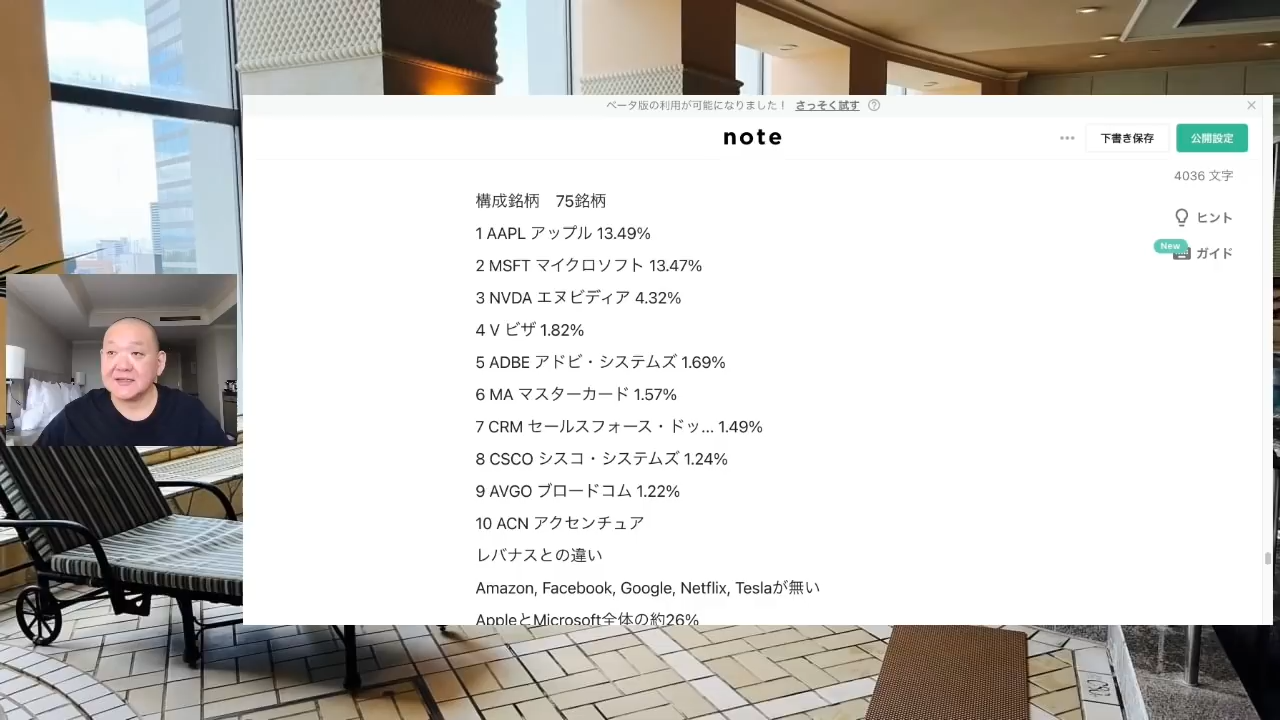 ベータ版の利用が可能になりました！ さっそく試す
note
下書き保存
公開設定
4036 文字
ヒント
New
ガイド
構成銘柄　75銘柄
1 AAPL アップル 13.49%
2 MSFT マイクロソフト 13.47%
3 NVDA エヌビディア 4.32%
4 V ビザ 1.82%
5 ADBE アドビ・システムズ 1.69%
6 MA マスターカード 1.57%
7 CRM セールスフォース・ドッ... 1.49%
8 CSCO シスコ・システムズ 1.24%
9 AVGO ブロードコム 1.22%
10 ACN アクセンチュア
レバナスとの違い
Amazon, Facebook, Google, Netflix, Teslaが無い
AppleとMicrosoft全体の約26%